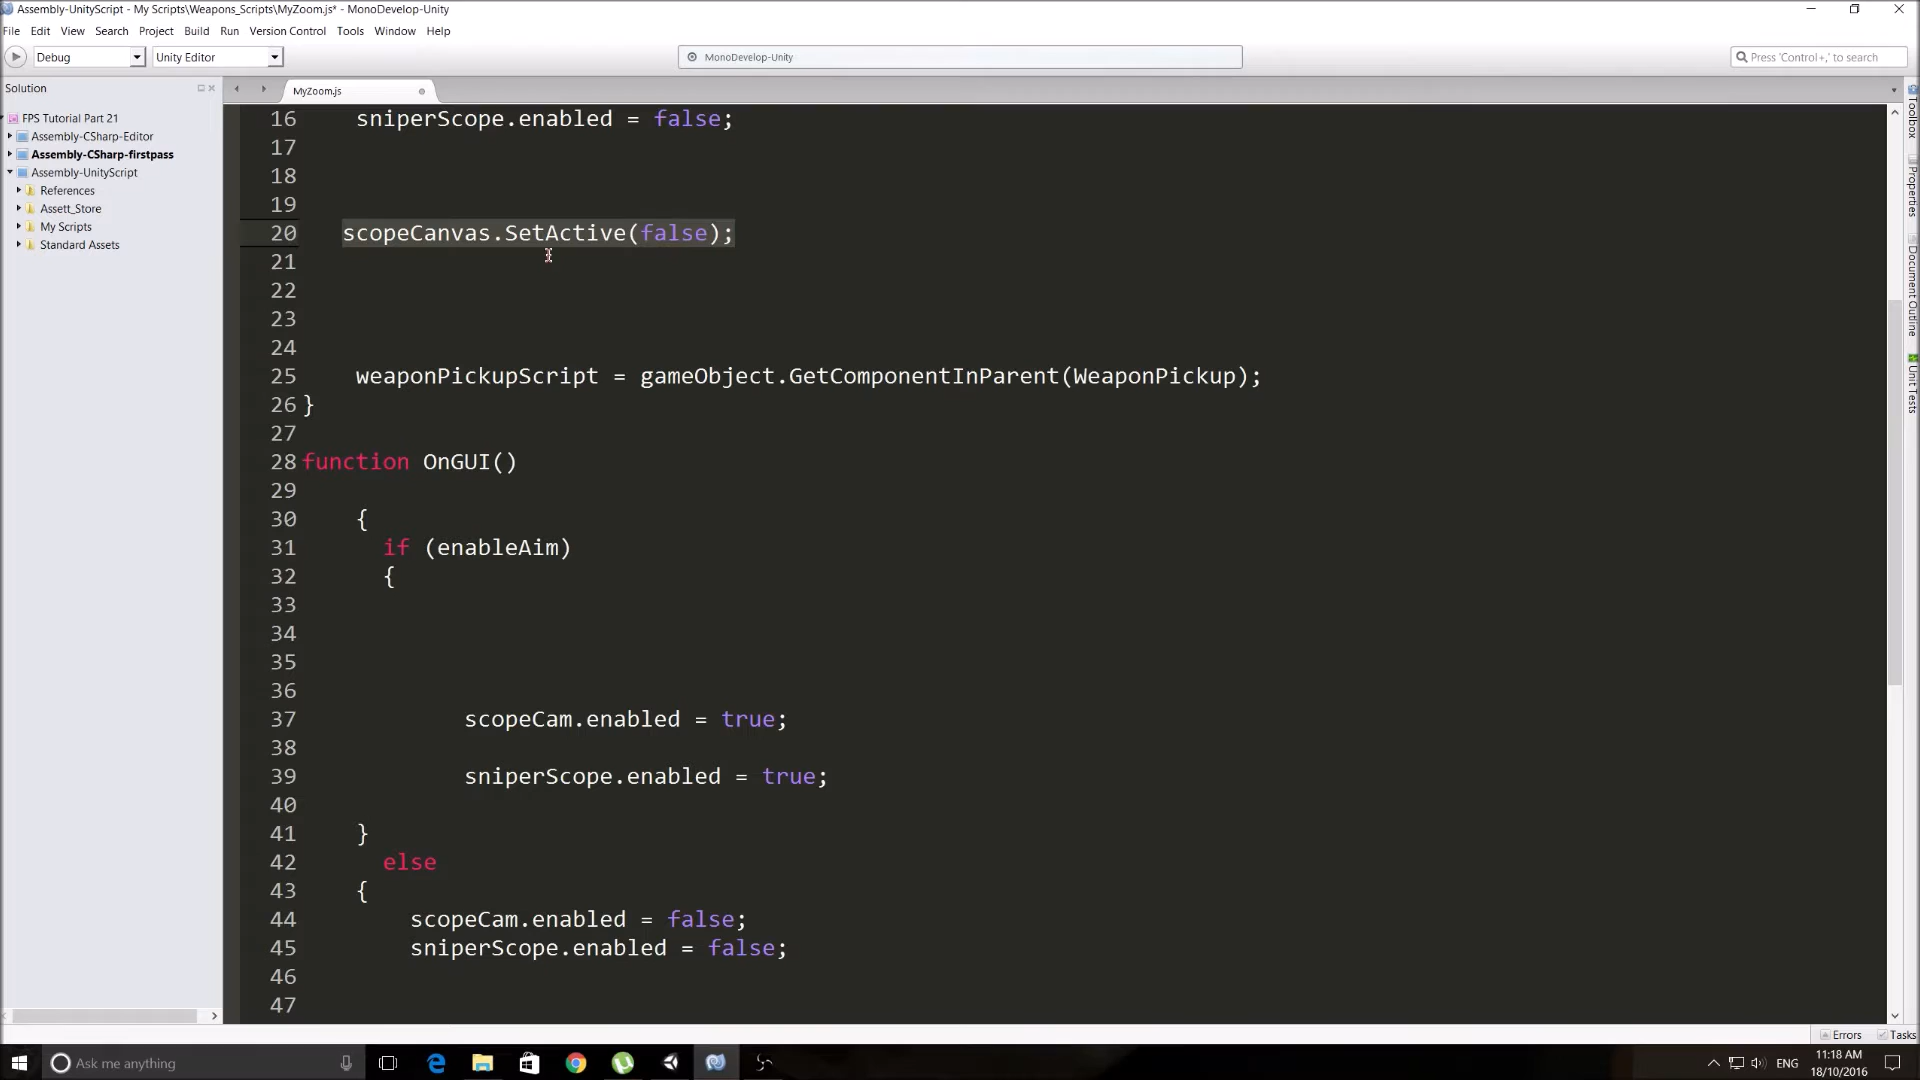 Assembly-UnityScript - My Scripts\Weapons_Scripts\MyZoom.js* - MonoDevelop-Unity
File Edit View Search Project Build Run Version Control Tools Window Help
Debug Unity Editor MonoDevelop-Unity Press 'Control+,' to search
Solution
MyZoom.js
FPS Tutorial Part 21
Assembly-CSharp-Editor
Assembly-CSharp-firstpass
Assembly-UnityScript
References
Assett_Store
My Scripts
Standard Assets
16 sniperScope.enabled = false;
17
18
19
20 scopeCanvas.SetActive(false);
21
22
23
24
25 weaponPickupScript = gameObject.GetComponentInParent(WeaponPickup);
26 }
27
28 function OnGUI()
29
30 {
31 if (enableAim)
32 {
33
34
35
36
37 scopeCam.enabled = true;
38
39 sniperScope.enabled = true;
40
41 }
42 else
43 {
44 scopeCam.enabled = false;
45 sniperScope.enabled = false;
46
47
Toolbox
Properties
Document Outline
Unit Tests
Errors Tasks
Ask me anything
ENG
11:18 AM
18/10/2016